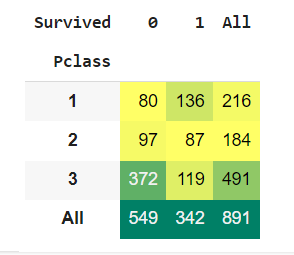 Survived 0 1 All
Pclass
1 80 136 216
2 97 87 184
3 372 119 491
All 549 342 891